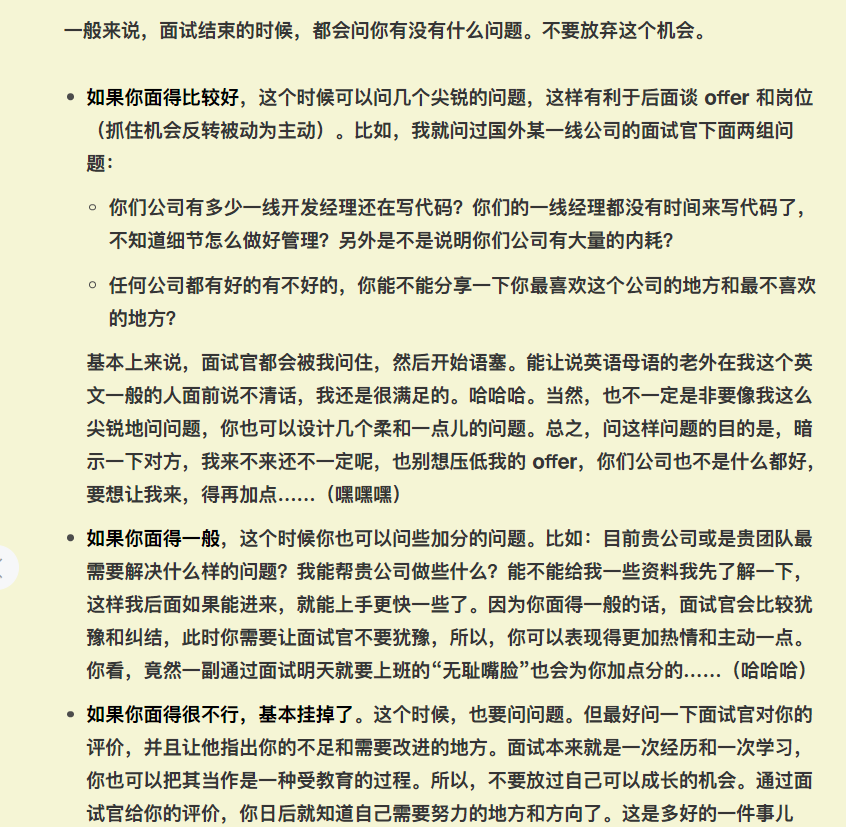 一般来说，面试结束的时候，都会问你有没有什么问题。不要放弃这个机会。
如果你面得比较好，这个时候可以问几个尖锐的问题，这样有利于后面谈 offer 和岗位
（抓住机会反转被动为主动）。比如，我就问过国外某一线公司的面试官下面两组问
题：
你们公司有多少一线开发经理还在写代码？你们的一线经理都没有时间来写代码了，
不知道细节怎么做好管理？另外是不是说明你们公司有大量的内耗？
任何公司都有好的有不好的，你能不能分享一下你最喜欢这个公司的地方和最不喜欢
的地方？
基本上来说，面试官都会被我问住，然后开始语塞。能让说英语母语的老外在我这个英
文一般的人面前说不清话，我还是很满足的。哈哈哈。当然，也不一定是非要像我这么
尖锐地问问题，你也可以设计几个柔和一点儿的问题。总之，问这样问题的目的是，暗
示一下对方，我来不来还不一定呢，也别想压低我的 offer，你们公司也不是什么都好，
要想让我来，得再加点……（嘿嘿嘿）
如果你面得一般，这个时候你也可以问些加分的问题。比如：目前贵公司或是贵团队最
需要解决什么样的问题？我能帮贵公司做些什么？能不能给我一些资料我先了解一下，
这样我后面如果能进来，就能上手更快一些了。因为你面得一般的话，面试官会比较犹
豫和纠结，此时你需要让面试官不要犹豫，所以，你可以表现得更加热情和主动一点。
你看，竟然一副通过面试明天就要上班的“无耻嘴脸”也会为你加点分的……（哈哈哈）
如果你面得很不行，基本挂掉了。这个时候，也要问问题。但最好问一下面试官对你的
评价，并且让他指出你的不足和需要改进的地方。面试本来就是一次经历和一次学习，
你也可以把其当作是一种受教育的过程。所以，不要放过自己可以成长的机会。通过面
试官给你的评价，你日后就知道自己需要努力的地方和方向了。这是多好的一件事儿